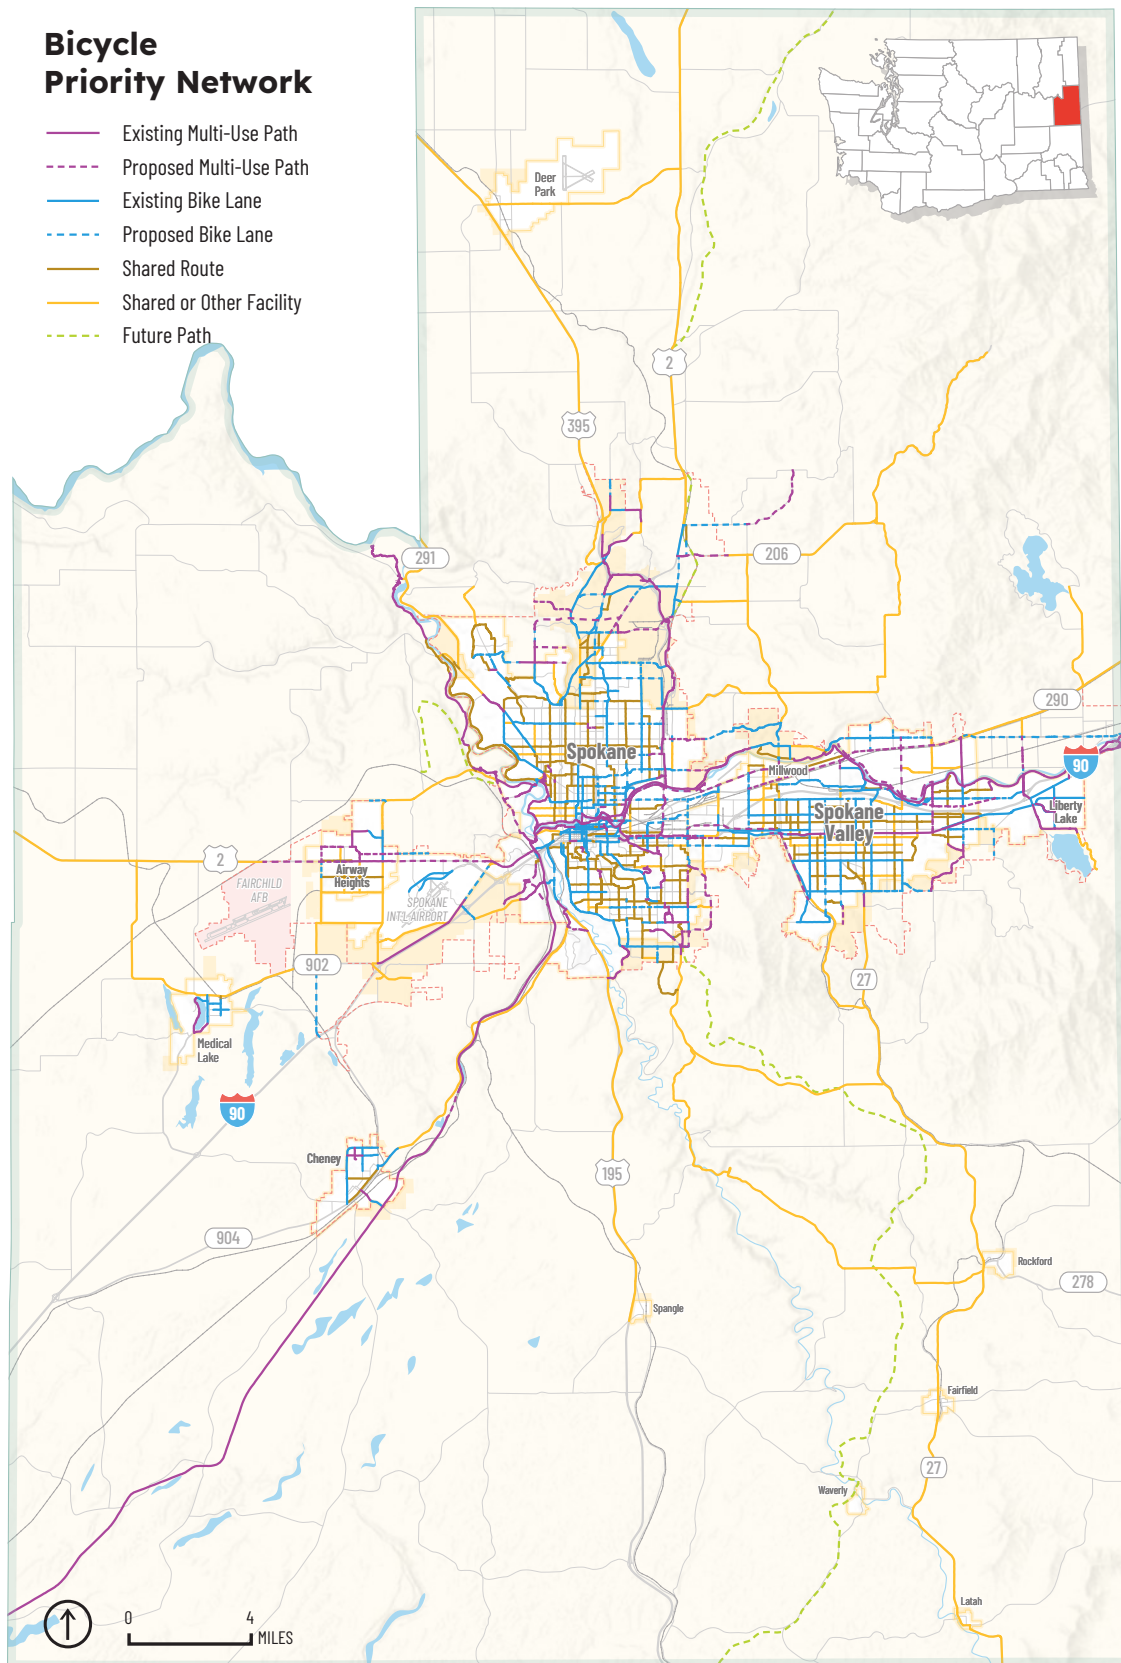 Bicycle
Priority Network
Existing Multi-Use Path
Proposed Multi-Use Path
Existing Bike Lane
Proposed Bike Lane
Shared Route
Shared or Other Facility
Future Path
Deer
Park
2
395
291
206
290
90
Spokane
Millwood
Spokane
Valley
Liberty
Lake
2
Airway
Heights
FAIRCHILD
AFB
SPOKANE
INT'L AIRPORT
902
27
Medical
Lake
90
Cheney
195
904
Rockford
278
Spangle
Fairfield
27
Waverly
Latah
0
4
MILES